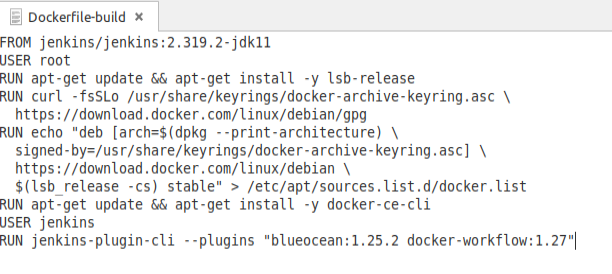 Dockerfile-build ×
FROM jenkins/jenkins:2.319.2-jdk11
USER root
RUN apt-get update && apt-get install -y lsb-release
RUN curl -fsSLo /usr/share/keyrings/docker-archive-keyring.asc \
  https://download.docker.com/linux/debian/gpg
RUN echo "deb [arch=$(dpkg --print-architecture) \
  signed-by=/usr/share/keyrings/docker-archive-keyring.asc] \
  https://download.docker.com/linux/debian \
  $(lsb_release -cs) stable" > /etc/apt/sources.list.d/docker.list
RUN apt-get update && apt-get install -y docker-ce-cli
USER jenkins
RUN jenkins-plugin-cli --plugins "blueocean:1.25.2 docker-workflow:1.27"